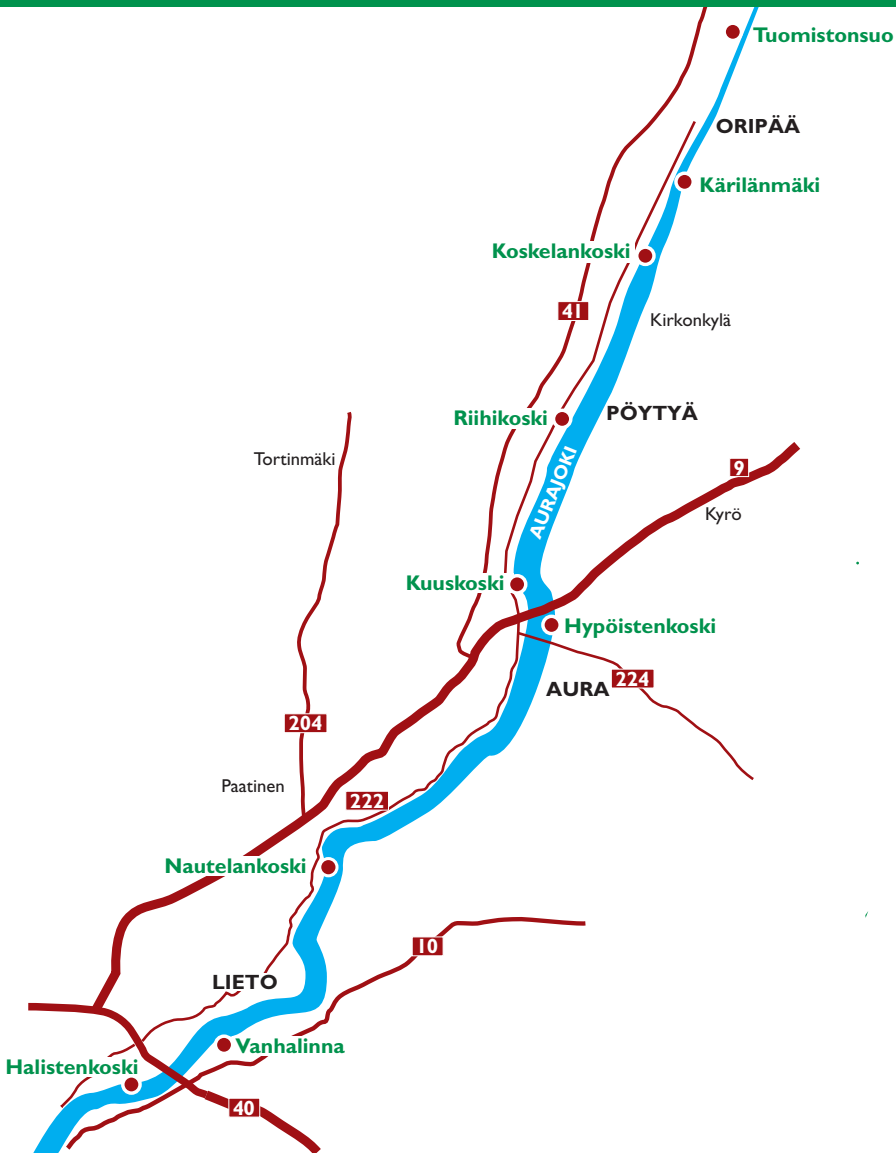 Tuomistonsuo
ORIPÄÄ
Kärilänmäki
Koskelankoski
41
Kirkonkylä
Riihikoski
PÖYTYÄ
Tortinmäki
9
AURAJOKI
Kyrö
Kuuskoski
Hypöistenkoski
AURA
224
204
Paatinen
222
Nautelankoski
10
LIETO
Vanhalinna
Halistenkoski
40